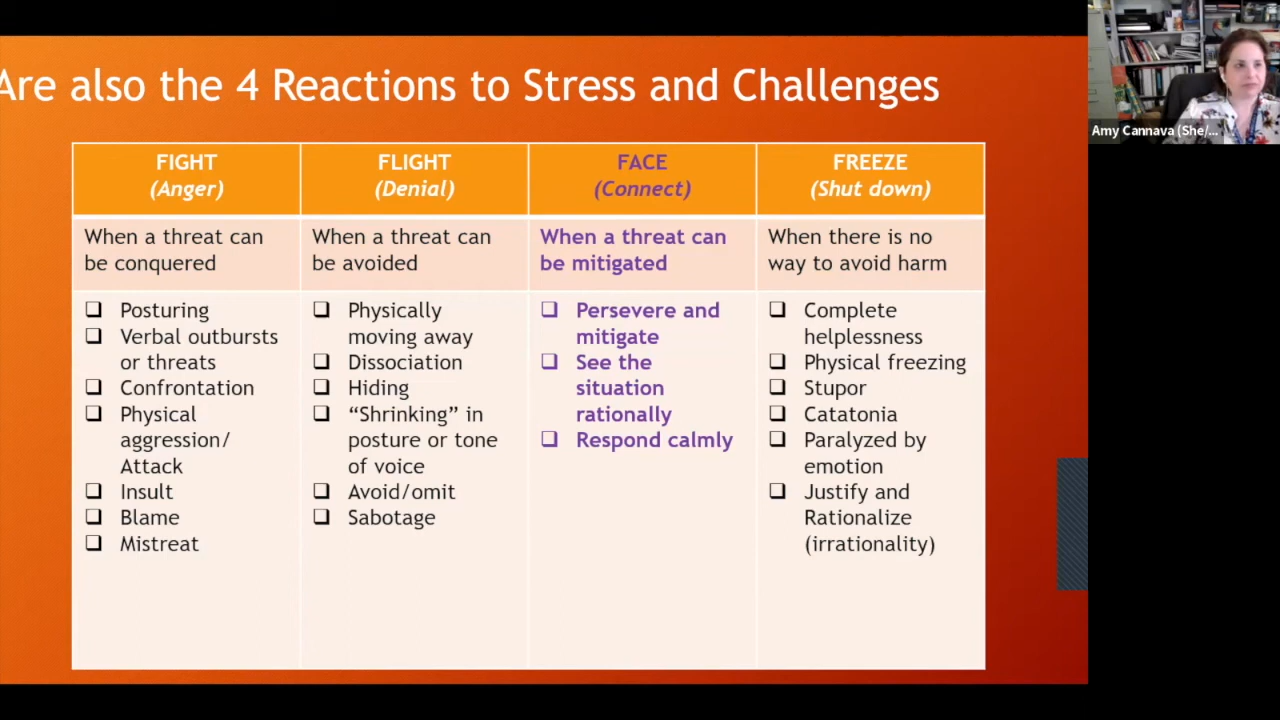 Are also the 4 Reactions to Stress and Challenges
Amy Cannava (She/...
FIGHT
(Anger)
FLIGHT
(Denial)
FACE
(Connect)
FREEZE
(Shut down)
When a threat can
be conquered
When a threat can
be avoided
When a threat can
be mitigated
When there is no
way to avoid harm
❑ Posturing
❑ Verbal outbursts
or threats
❑ Confrontation
❑ Physical
aggression/
Attack
❑ Insult
❑ Blame
❑ Mistreat
❑ Physically
moving away
❑ Dissociation
❑ Hiding
❑ “Shrinking” in
posture or tone
of voice
❑ Avoid/omit
❑ Sabotage
❑ Persevere and
mitigate
❑ See the
situation
rationally
❑ Respond calmly
❑ Complete
helplessness
❑ Physical freezing
❑ Stupor
❑ Catatonia
❑ Paralyzed by
emotion
❑ Justify and
Rationalize
(irrationality)